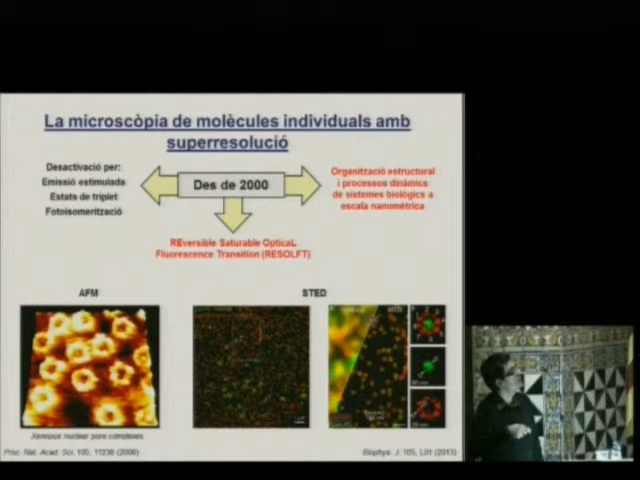 La microscòpia de molècules individuals amb
superresolució
Desactivació per:
Emissió estimulada
Estats de triplet
Fotoisomerització
Des de 2000
Organització estructural
i processos dinàmics
de sistemes biològics a
escala nanomètrica
REversible Saturable OpticaL
Fluorescence Transition (RESOLFT)
AFM
STED
Xenopus nuclear pore complexes
Proc. Nat. Acad. Sci. 105, (2008)
Biophys. J. 105, L01 (2013)